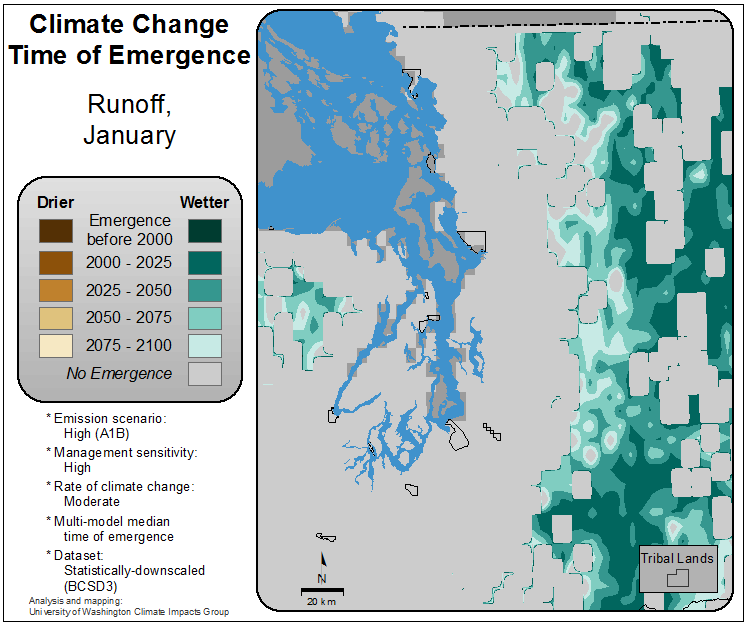 Climate Change
Time of Emergence
Runoff,
January
Drier Wetter
Emergence
before 2000
2000 - 2025
2025 - 2050
2050 - 2075
2075 - 2100
No Emergence
* Emission scenario:
High (A1B)
* Management sensitivity:
High
* Rate of climate change:
Moderate
* Multi-model median
time of emergence
* Dataset:
Statistically-downscaled
(BCSD3)
Analysis and mapping:
University of Washington Climate Impacts Group
N
20 km
Tribal Lands